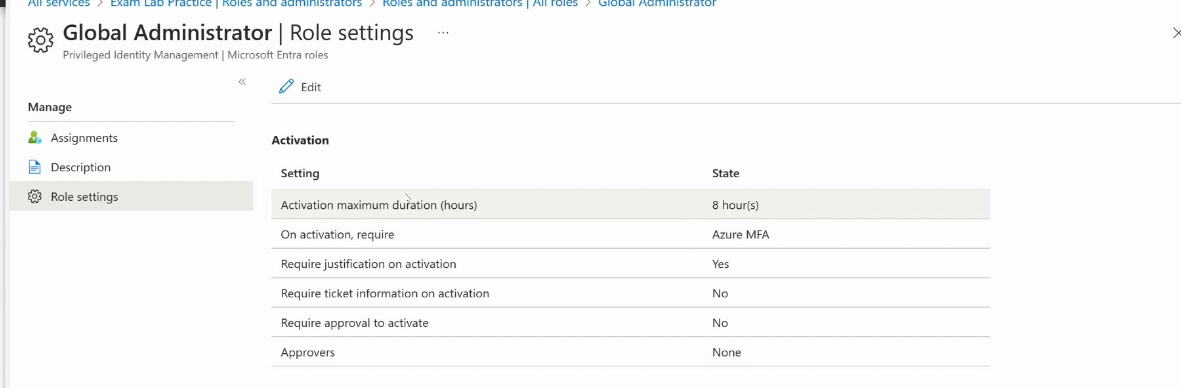 All services > Exam Lab Practice | Roles and administrators > Roles and administrators | All roles > Global Administrator
Global Administrator | Role settings ...
Privileged Identity Management | Microsoft Entra roles
Edit
Manage
Assignments
Description
Role settings
Activation
Setting State
Activation maximum duration (hours) 8 hour(s)
On activation, require Azure MFA
Require justification on activation Yes
Require ticket information on activation No
Require approval to activate No
Approvers None